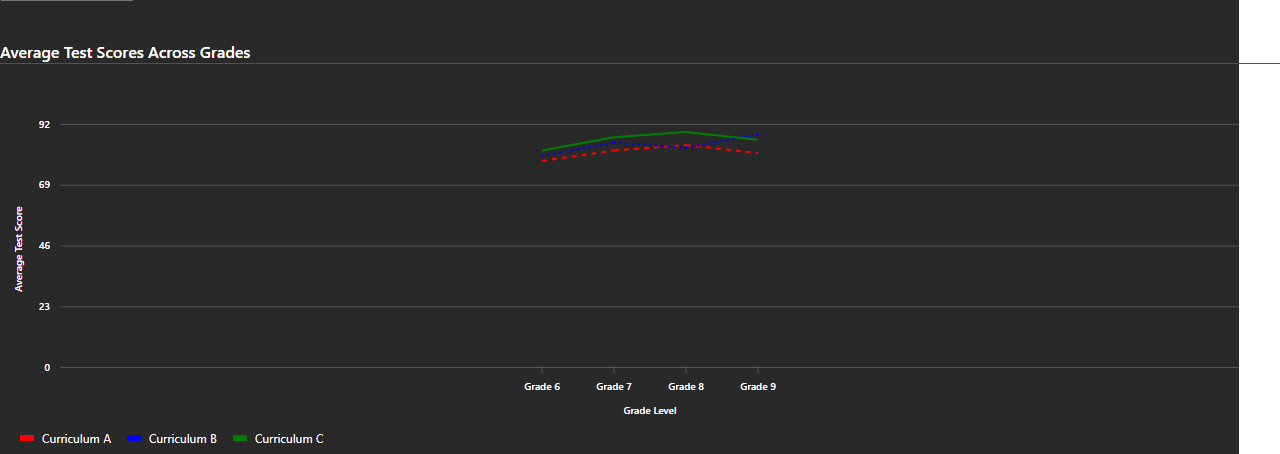 Average Test Scores Across Grades
92
69
46
23
0
Average Test Score
Grade 6 Grade 7 Grade 8 Grade 9
Grade Level
Curriculum A Curriculum B Curriculum C